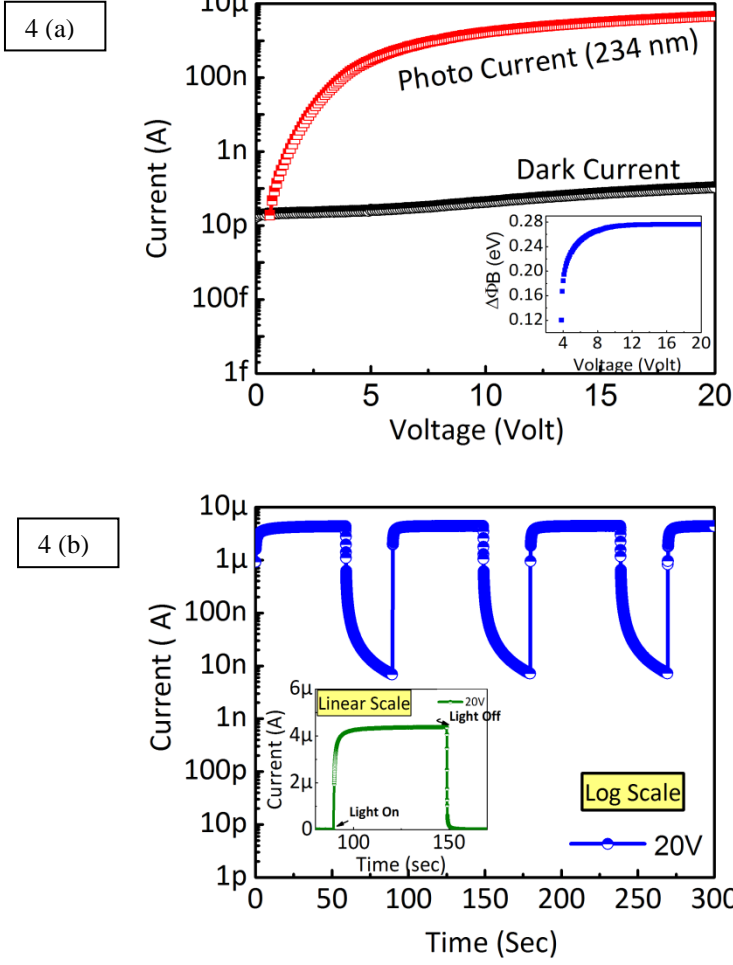 4 (a)
10µ
100n
1n
10p
100f
1f
Current (A)
Photo Current (234 nm)
Dark Current
0.28
0.24
0.20
0.16
0.12
ΔΦB (eV)
4 8 12 16 20
Voltage (Volt)
0 5 10 15 20
Voltage (Volt)
4 (b)
10µ
1µ
100n
10n
1n
100p
10p
1p
Current ( A)
6µ
4µ
2µ
0
Current (A)
Linear Scale
20V
Light Off
Light On
100 150
Time (sec)
Log Scale
20V
0 50 100 150 200 250 300
Time (Sec)